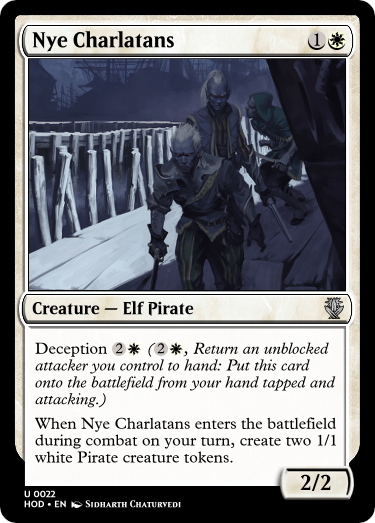 Nye Charlatans 1
Creature — Elf Pirate
Deception 2 (2, Return an unblocked
attacker you control to hand: Put this card
onto the battlefield from your hand tapped and
attacking.)
When Nye Charlatans enters the battlefield
during combat on your turn, create two 1/1
white Pirate creature tokens.
2/2
U 0022
HOD • EN Sidharth Chaturvedi